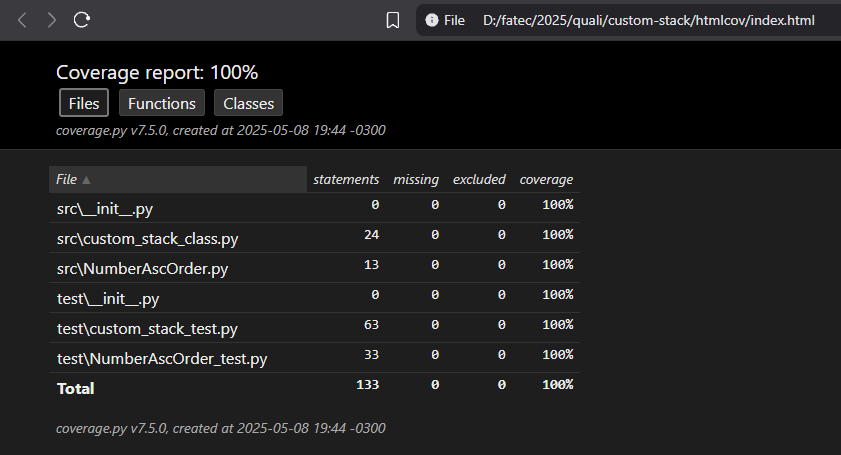 File D:/fatec/2025/quali/custom-stack/htmlcov/index.html
Coverage report: 100%
Files Functions Classes
coverage.py v7.5.0, created at 2025-05-08 19:44 -0300
File ▲ statements missing excluded coverage
src\__init__.py 0 0 0 100%
src\custom_stack_class.py 24 0 0 100%
src\NumberAscOrder.py 13 0 0 100%
test\__init__.py 0 0 0 100%
test\custom_stack_test.py 63 0 0 100%
test\NumberAscOrder_test.py 33 0 0 100%
Total 133 0 0 100%
coverage.py v7.5.0, created at 2025-05-08 19:44 -0300